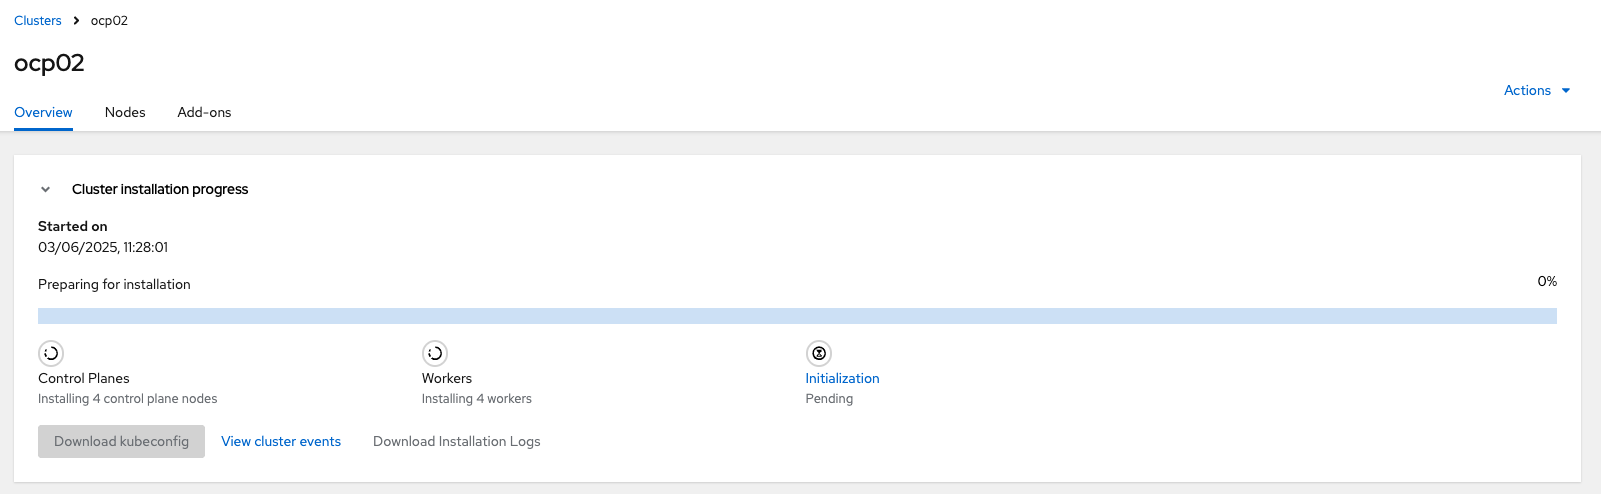 Clusters > ocp02
ocp02
Actions
Overview Nodes Add-ons
Cluster installation progress
Started on
03/06/2025, 11:28:01
Preparing for installation 0%
Control Planes Workers Initialization
Installing 4 control plane nodes Installing 4 workers Pending
Download kubeconfig View cluster events Download Installation Logs